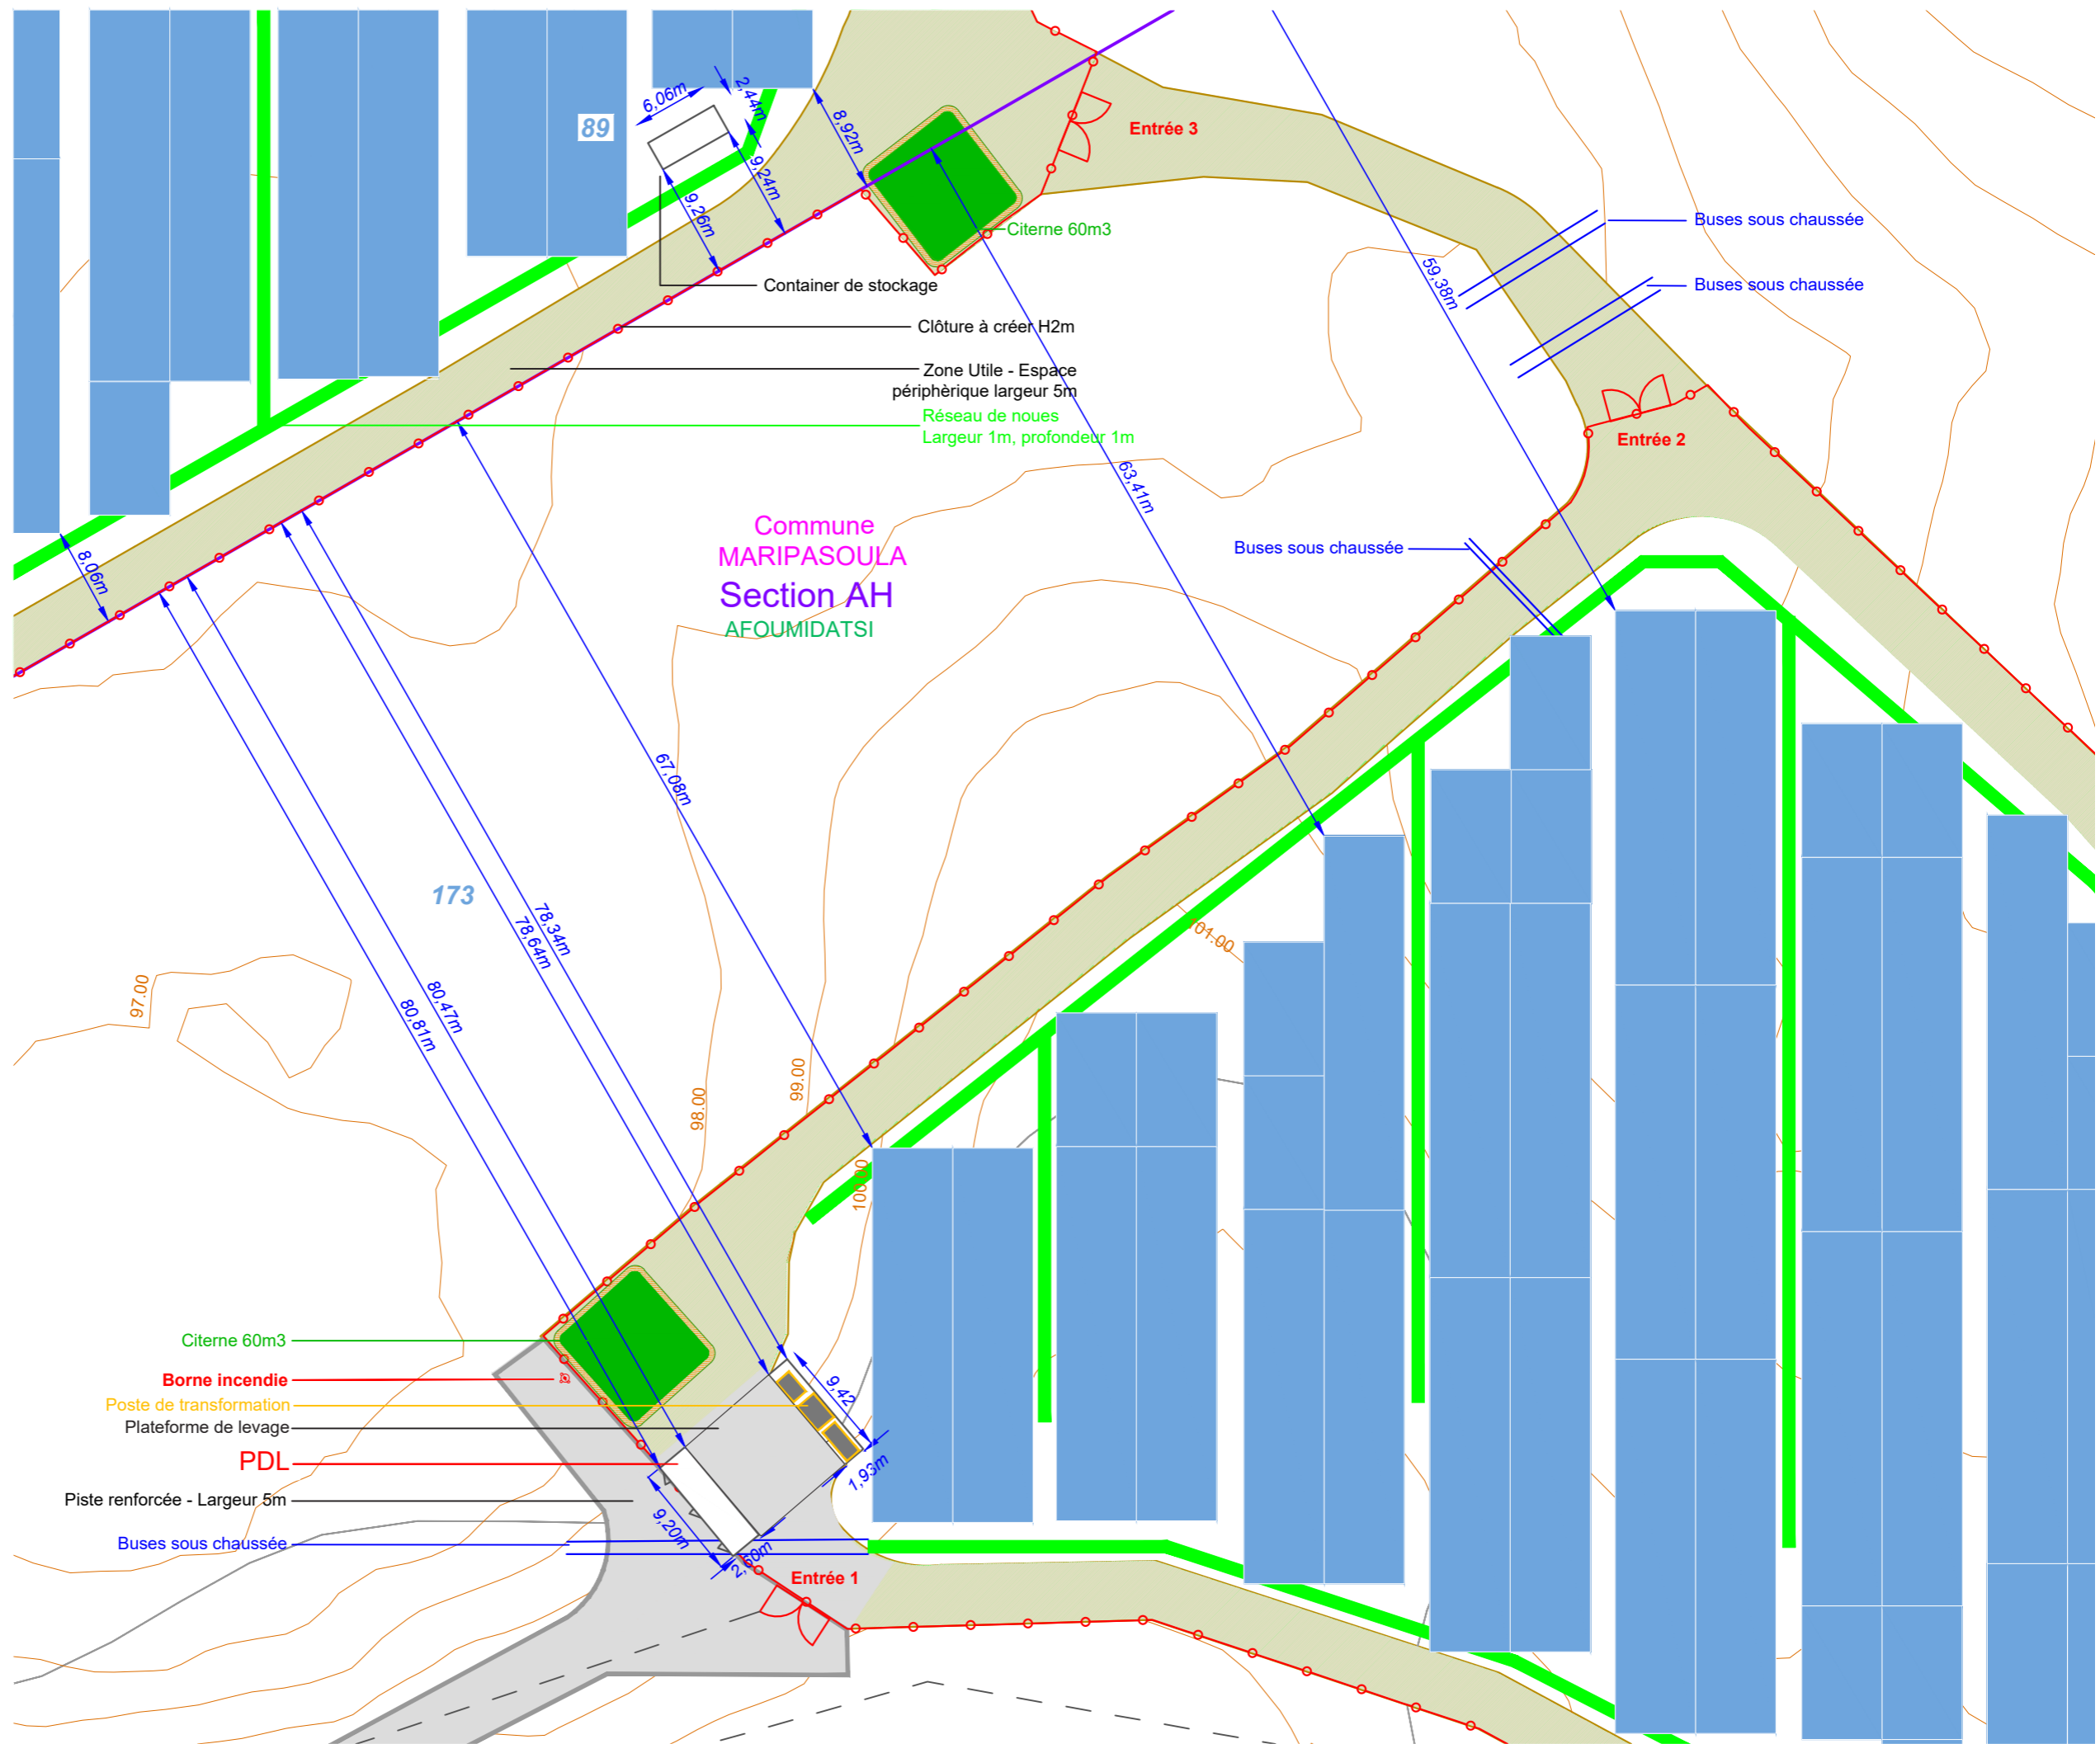 6,06m
2,44m
89
8,92m
9,24m
9,26m
Entrée 3
Citerne 60m3
Buses sous chaussée
Buses sous chaussée
59,38m
Container de stockage
Clôture à créer H2m
Zone Utile - Espace
périphèrique largeur 5m
Réseau de noues
Largeur 1m, profondeur 1m
Entrée 2
63,41m
Commune
MARIPASOULA
Section AH
AFOUMIDATSI
Buses sous chaussée
8,06m
67,08m
173
78,34m
78,64m
80,47m
80,81m
97.00
98.00
99.00
100.00
101.00
Citerne 60m3
Borne incendie
Poste de transformation
Plateforme de levage
PDL
Piste renforcée - Largeur 5m
Buses sous chaussée
9,42
1,93m
9,20m
2,60m
Entrée 1